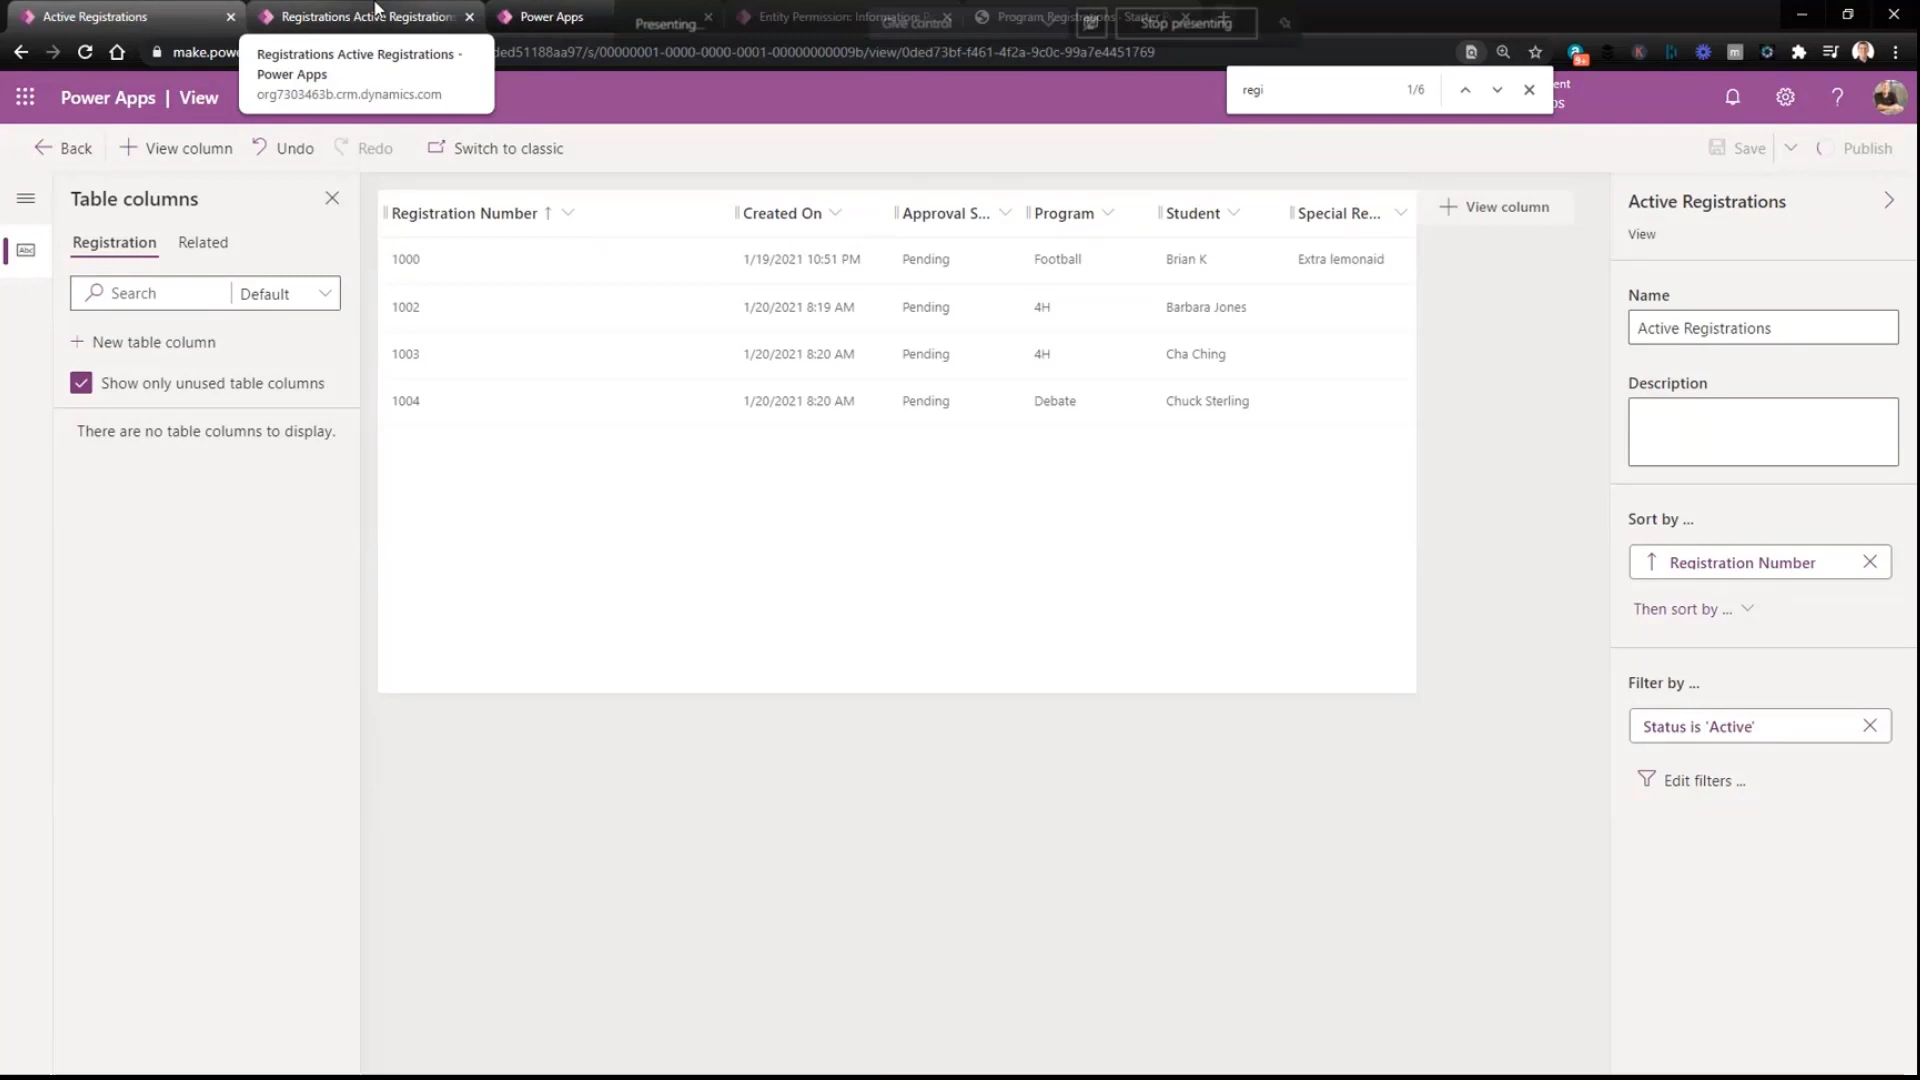 Active Registrations
Registrations Active Registration
Power Apps
Presenting...
Entity Permission: Information:
Give control
Program Registrations - Starter
Stop presenting
make.pow
ded51188aa97/s/00000001-0000-0000-0001-00000000009b/view/0ded73bf-f461-4f2a-9c0c-99a7e4451769
9+
Registrations Active Registrations -
Power Apps
org7303463b.crm.dynamics.com
Power Apps | View
regi
1/6
ent
ps
Back
View column
Undo
Redo
Switch to classic
Save
Publish
Table columns
Registration
Related
Search
Default
New table column
Show only unused table columns
There are no table columns to display.
Abc
Registration Number
Created On
Approval S...
Program
Student
Special Re...
View column
1000
1/19/2021 10:51 PM
Pending
Football
Brian K
Extra lemonaid
1002
1/20/2021 8:19 AM
Pending
4H
Barbara Jones
1003
1/20/2021 8:20 AM
Pending
4H
Cha Ching
1004
1/20/2021 8:20 AM
Pending
Debate
Chuck Sterling
Active Registrations
View
Name
Active Registrations
Description
Sort by ...
Registration Number
Then sort by ...
Filter by ...
Status is 'Active'
Edit filters ...